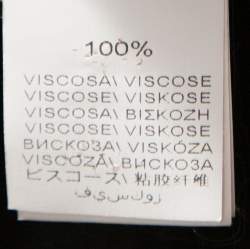 100%
VISCOSA\ VISCOSE
VISCOSE\ VISKOSE
VISCOSA\ ΒΙΣΚΟΖΗ
VISCOSE\ VISKOSE
ВИСКОЗА\ VISKÓZA
VISCOZĂ\ ВИСКОЗА
ビスコース\ 粘胶纤维
فيسكوز